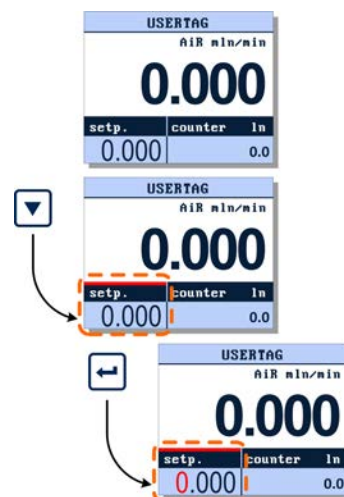 USERTAG
AiR mln/min
0.000
setp. counter ln
0.000 0.0
USERTAG
AiR mln/min
0.000
setp. counter ln
0.000 0.0
USERTAG
AiR mln/min
0.000
setp. counter ln
0.000 0.0